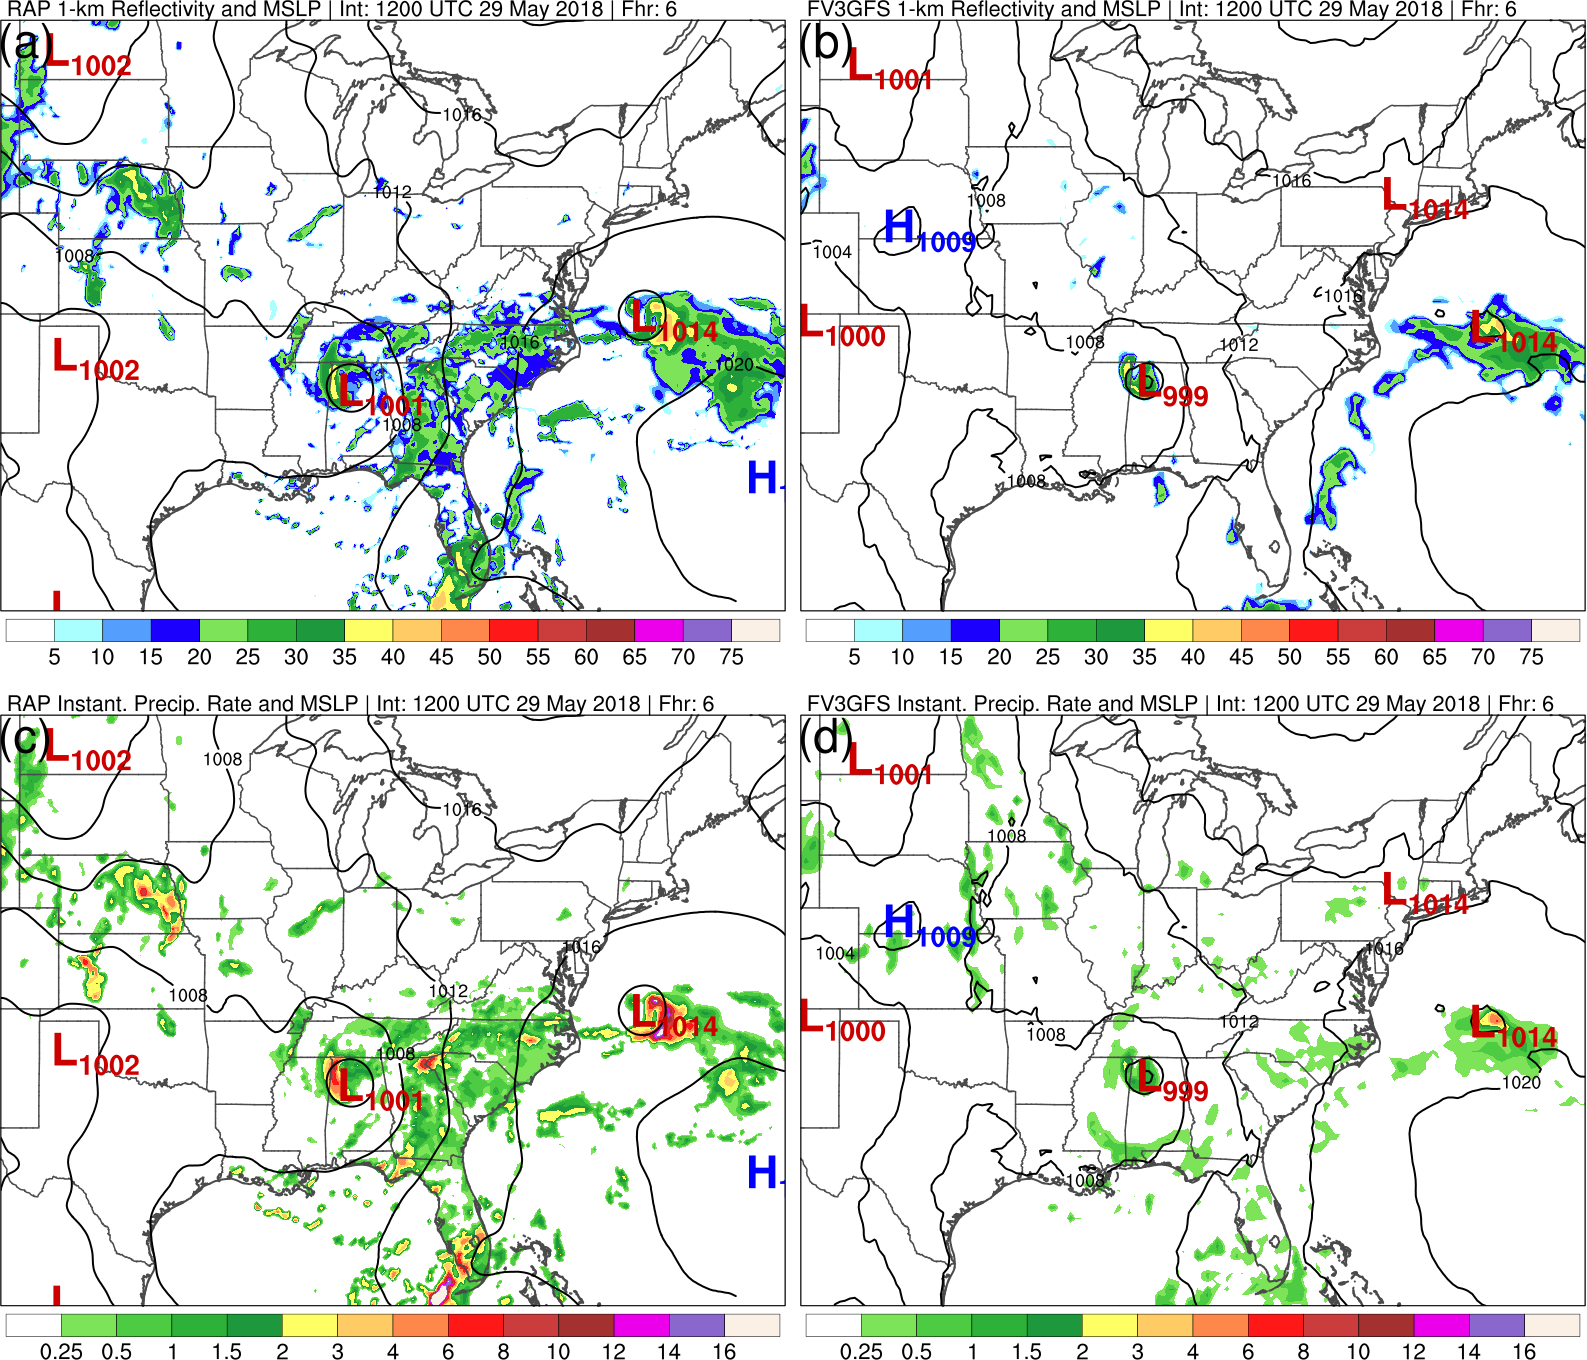 RAP 1-km Reflectivity and MSLP | Int: 1200 UTC 29 May 2018 | Fhr: 6
(a)
L1002
1016
1012
1008
L1014
1016
1020
L1002
L1001
1008
H
L
5 10 15 20 25 30 35 40 45 50 55 60 65 70 75
FV3GFS 1-km Reflectivity and MSLP | Int: 1200 UTC 29 May 2018 | Fhr: 6
(b)
L1001
1016
1008
L1014
H1009
1004
1016
L1000
L1014
1008
1012
L999
1008
5 10 15 20 25 30 35 40 45 50 55 60 65 70 75
RAP Instant. Precip. Rate and MSLP | Int: 1200 UTC 29 May 2018 | Fhr: 6
(c)
L1002
1008
1016
1016
1008
1012
L1014
L1002
1008
L1001
H
L
0.25 0.5 1 1.5 2 3 4 6 8 10 12 14 16
FV3GFS Instant. Precip. Rate and MSLP | Int: 1200 UTC 29 May 2018 | Fhr: 6
(d)
L1001
1008
L1014
H1009
1004
1016
L1000
1008
1012
L1014
L999
1020
1008
0.25 0.5 1 1.5 2 3 4 6 8 10 12 14 16